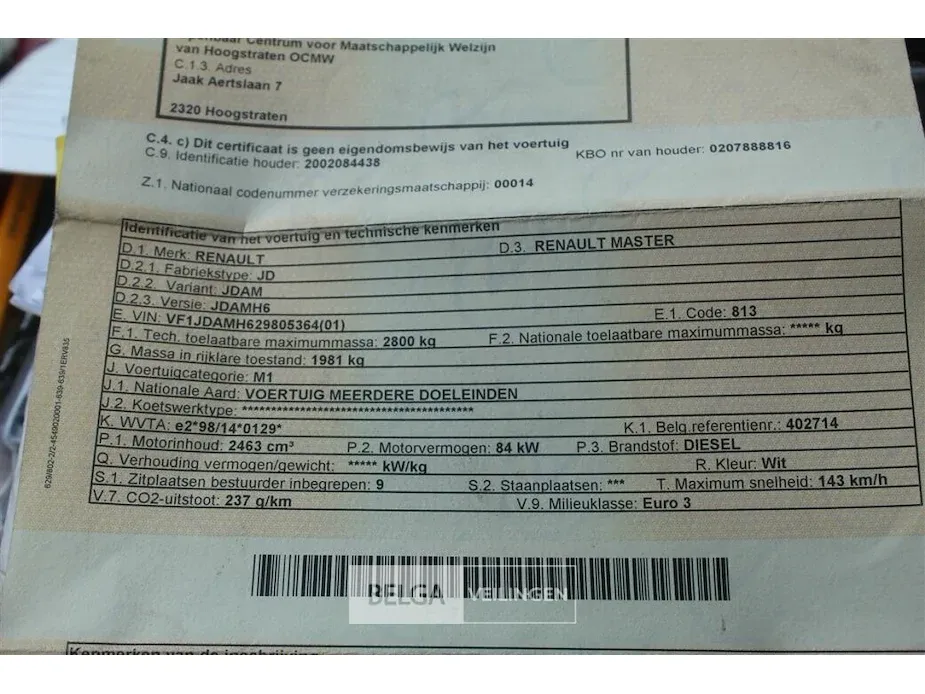 Openbaar Centrum voor Maatschappelijk Welzijn
van Hoogstraten OCMW
C.1.3. Adres
Jaak Aertslaan 7
2320 Hoogstraten
C.4. c) Dit certificaat is geen eigendomsbewijs van het voertuig
C.9. Identificatie houder: 2002084438 KBO nr van houder: 0207888816
Z.1. Nationaal codenummer verzekeringsmaatschappij: 00014
Identificatie van het voertuig en technische kenmerken
D.1. Merk: RENAULT D.3. RENAULT MASTER
D.2.1. Fabriekstype: JD
D.2.2. Variant: JDAM
D.2.3. Versie: JDAMH6
E. VIN: VF1JDAMH629805364(01) E.1. Code: 813
F.1. Tech. toelaatbare maximummassa: 2800 kg F.2. Nationale toelaatbare maximummassa: ***** kg
G. Massa in rijklare toestand: 1981 kg
J. Voertuigcategorie: M1
J.1. Nationale Aard: VOERTUIG MEERDERE DOELEINDEN
J.2. Koetswerktype: ****************************************
K. WVTA: e2*98/14*0129* K.1. Belg.referentienr.: 402714
P.1. Motorinhoud: 2463 cm³ P.2. Motorvermogen: 84 kW P.3. Brandstof: DIESEL
Q. Verhouding vermogen/gewicht: ***** kW/kg R. Kleur: Wit
S.1. Zitplaatsen bestuurder inbegrepen: 9 S.2. Staanplaatsen: *** T. Maximum snelheid: 143 km/h
V.7. CO2-uitstoot: 237 g/km V.9. Milieuklasse: Euro 3
BELGA VEILINGEN
Kenmerken van de inschrijving